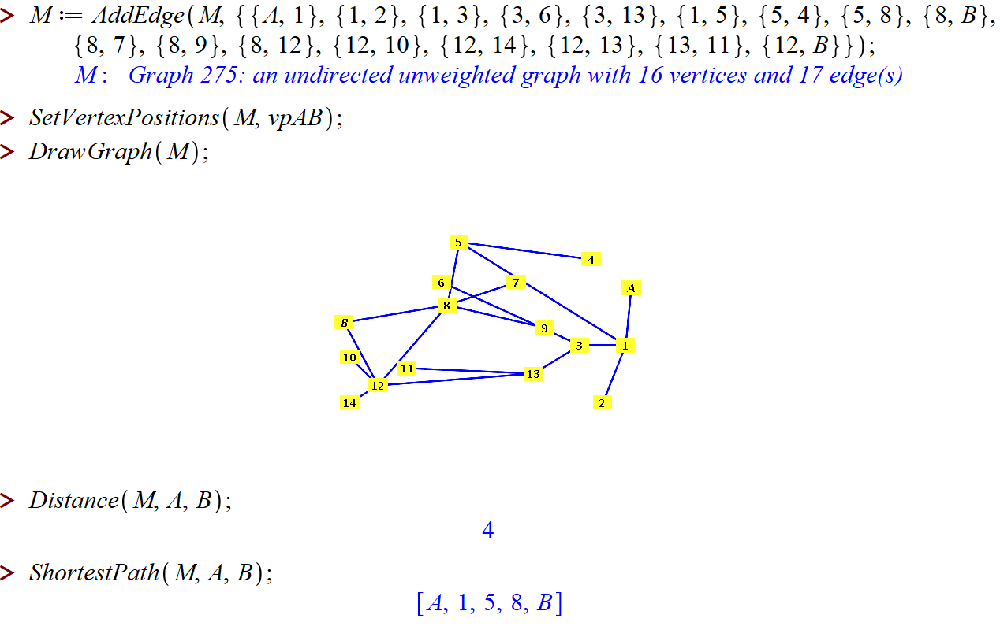 > M := AddEdge(M, {{A, 1}, {1, 2}, {1, 3}, {3, 6}, {3, 13}, {1, 5}, {5, 4}, {5, 8}, {8, B},
{8, 7}, {8, 9}, {8, 12}, {12, 10}, {12, 14}, {12, 13}, {13, 11}, {12, B}});
M := Graph 275: an undirected unweighted graph with 16 vertices and 17 edge(s)
> SetVertexPositions(M, vpAB);
> DrawGraph(M);
5
4
6
7
A
8
B
9
3
1
10
11
13
12
14
2
> Distance(M, A, B);
4
> ShortestPath(M, A, B);
[A, 1, 5, 8, B]